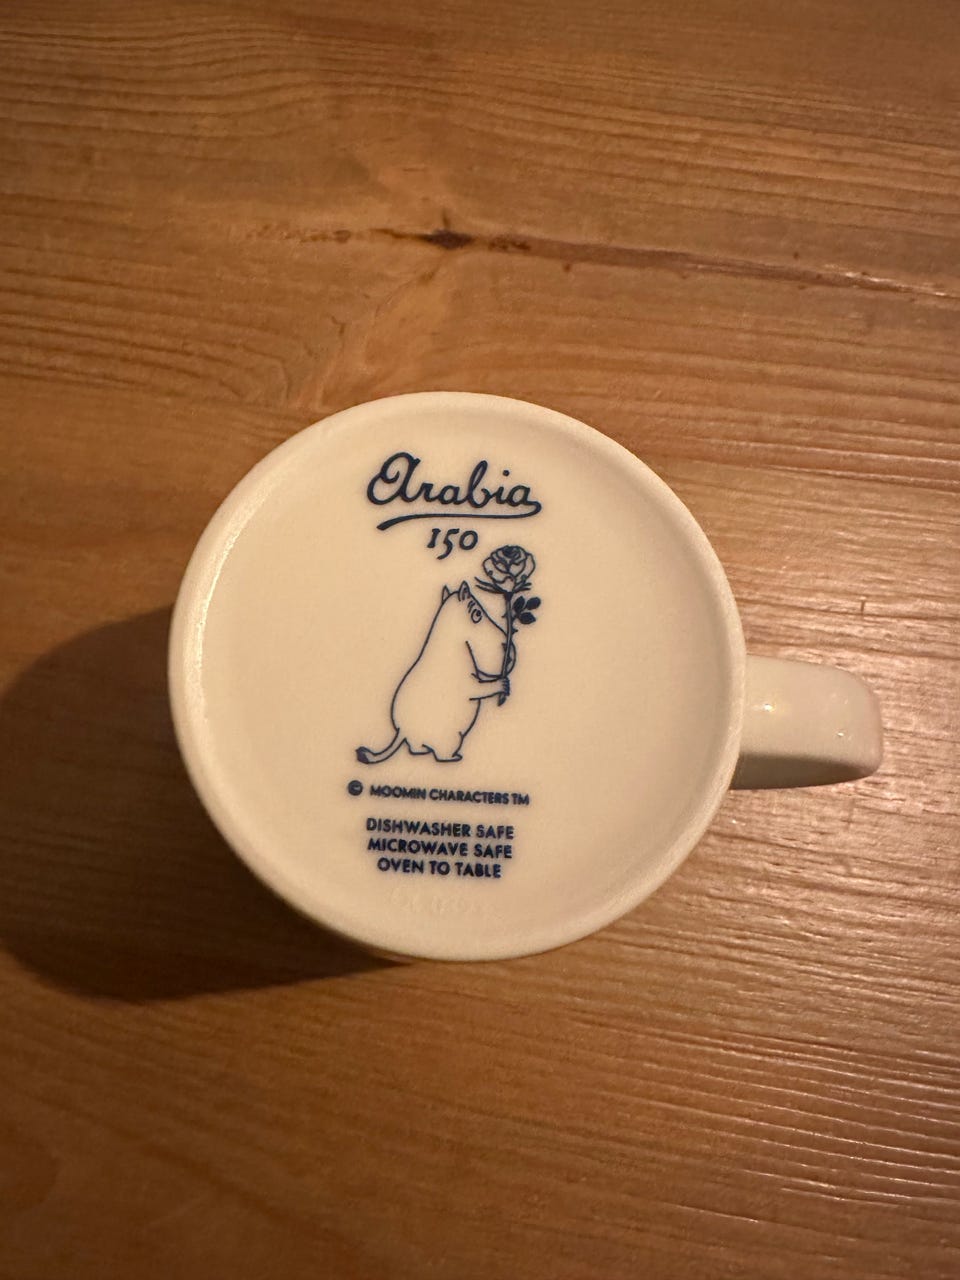 Arabia
150
© MOOMIN CHARACTERS TM
DISHWASHER SAFE
MICROWAVE SAFE
OVEN TO TABLE